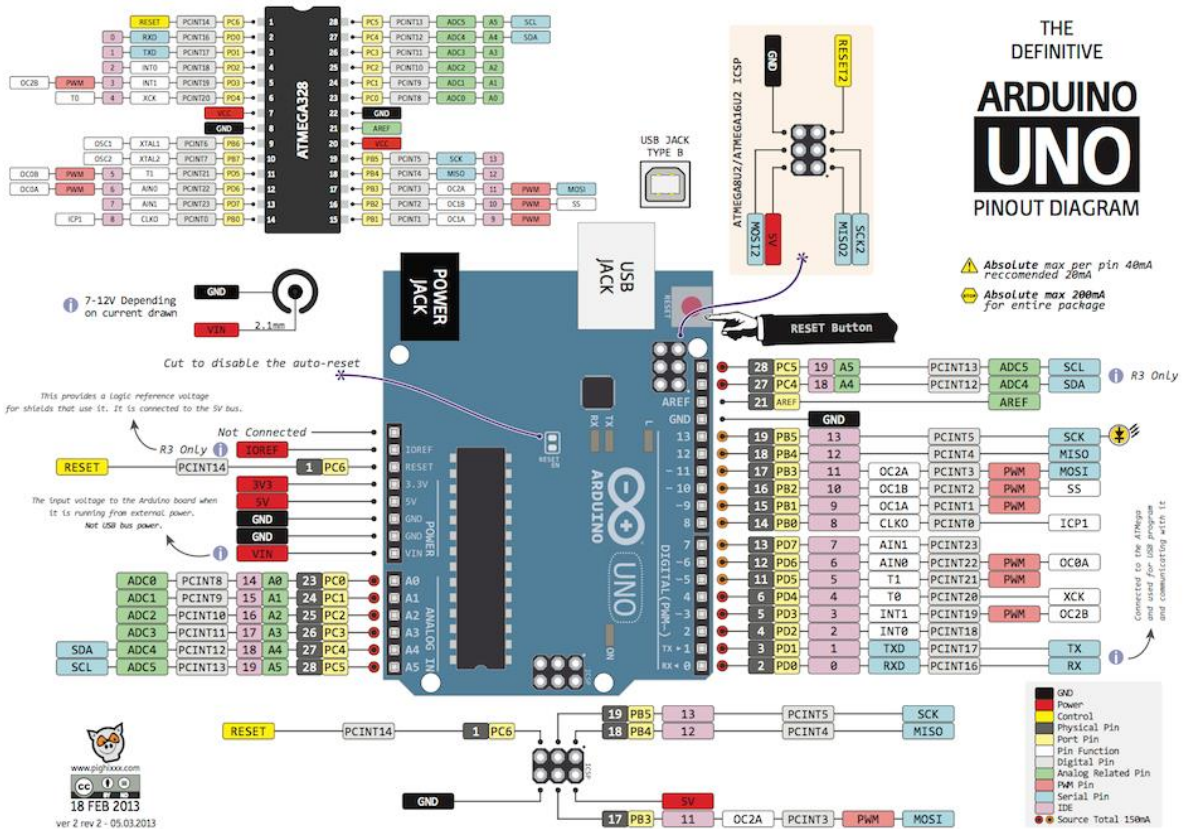 THE
DEFINITIVE
ARDUINO
UNO
PINOUT DIAGRAM
Absolute max per pin 40mA
reccomended 20mA
STOP Absolute max 200mA
for entire package
ATMEGA328
RESET PCINT14 PC6 1
0 RXD PCINT16 PD0 2
1 TXD PCINT17 PD1 3
2 INT0 PCINT18 PD2 4
OC2B PWM 3 INT1 PCINT19 PD3 5
T0 4 XCK PCINT20 PD4 6
VCC 7
GND 8
OSC1 XTAL1 PCINT6 PB6 9
OSC2 XTAL2 PCINT7 PB7 10
OC0B PWM 5 T1 PCINT21 PD5 11
OC0A PWM 6 AIN0 PCINT22 PD6 12
7 AIN1 PCINT23 PD7 13
ICP1 8 CLKO PCINT0 PB0 14
28 PC5 PCINT13 ADC5 A5 SCL
27 PC4 PCINT12 ADC4 A4 SDA
26 PC3 PCINT11 ADC3 A3
25 PC2 PCINT10 ADC2 A2
24 PC1 PCINT9 ADC1 A1
23 PC0 PCINT8 ADC0 A0
22 GND
21 AREF
20 VCC
19 PB5 PCINT5 SCK 13
18 PB4 PCINT4 MISO 12
17 PB3 PCINT3 OC2A 11 PWM MOSI
16 PB2 PCINT2 OC1B 10 PWM SS
15 PB1 PCINT1 OC1A 9 PWM
USB JACK
TYPE B
ATMEGA8U2/ATMEGA16U2 ICSP
GND
RESET2
MOSI2
5V
MISO2
SCK2
GND
VIN
2.1mm
7-12V Depending
on current drawn
POWER
JACK
USB
JACK
RESET
RESET Button
Cut to disable the auto-reset
This provides a logic reference voltage
for shields that use it. It is connected to the 5V bus.
Not Connected
R3 Only IOREF
RESET PCINT14 1 PC6
3V3
5V
GND
GND
VIN
The input voltage to the Arduino board when
it is running from external power.
Not USB bus power.
ADC0 PCINT8 14 A0 23 PC0
ADC1 PCINT9 15 A1 24 PC1
ADC2 PCINT10 16 A2 25 PC2
ADC3 PCINT11 17 A3 26 PC3
SDA ADC4 PCINT12 18 A4 27 PC4
SCL ADC5 PCINT13 19 A5 28 PC5
IOREF
RESET
3.3V
5V
GND
GND
VIN
POWER
A0
A1
A2
A3
A4
A5
ANALOG IN
RESET
EN
RX
TX
L
ARDUINO
UNO
ON
ICSP
AREF
GND
13
12
~11
~10
~9
8
7
~6
~5
4
~3
2
TX 1
RX 0
DIGITAL(PWM~)
28 PC5 19 A5 PCINT13 ADC5 SCL
27 PC4 18 A4 PCINT12 ADC4 SDA
R3 Only
21 AREF AREF
GND
19 PB5 13 PCINT5 SCK
18 PB4 12 PCINT4 MISO
17 PB3 11 OC2A PCINT3 PWM MOSI
16 PB2 10 OC1B PCINT2 PWM SS
15 PB1 9 OC1A PCINT1 PWM
14 PB0 8 CLKO PCINT0 ICP1
13 PD7 7 AIN1 PCINT23
12 PD6 6 AIN0 PCINT22 PWM OC0A
11 PD5 5 T1 PCINT21 PWM
6 PD4 4 T0 PCINT20 XCK
5 PD3 3 INT1 PCINT19 PWM OC2B
4 PD2 2 INT0 PCINT18
3 PD1 1 TXD PCINT17 TX
2 PD0 0 RXD PCINT16 RX
Connected to the ATMega
and used for USB program
and communicating with it
RESET PCINT14 1 PC6
19 PB5 13 PCINT5 SCK
18 PB4 12 PCINT4 MISO
ICSP
GND
5V
17 PB3 11 OC2A PCINT3 PWM MOSI
GND
Power
Control
Physical Pin
Port Pin
Pin Function
Digital Pin
Analog Related Pin
PWM Pin
Serial Pin
IDE
Source Total 150mA
www.pighixxx.com
cc BY ND
18 FEB 2013
ver 2 rev 2 - 05.03.2013